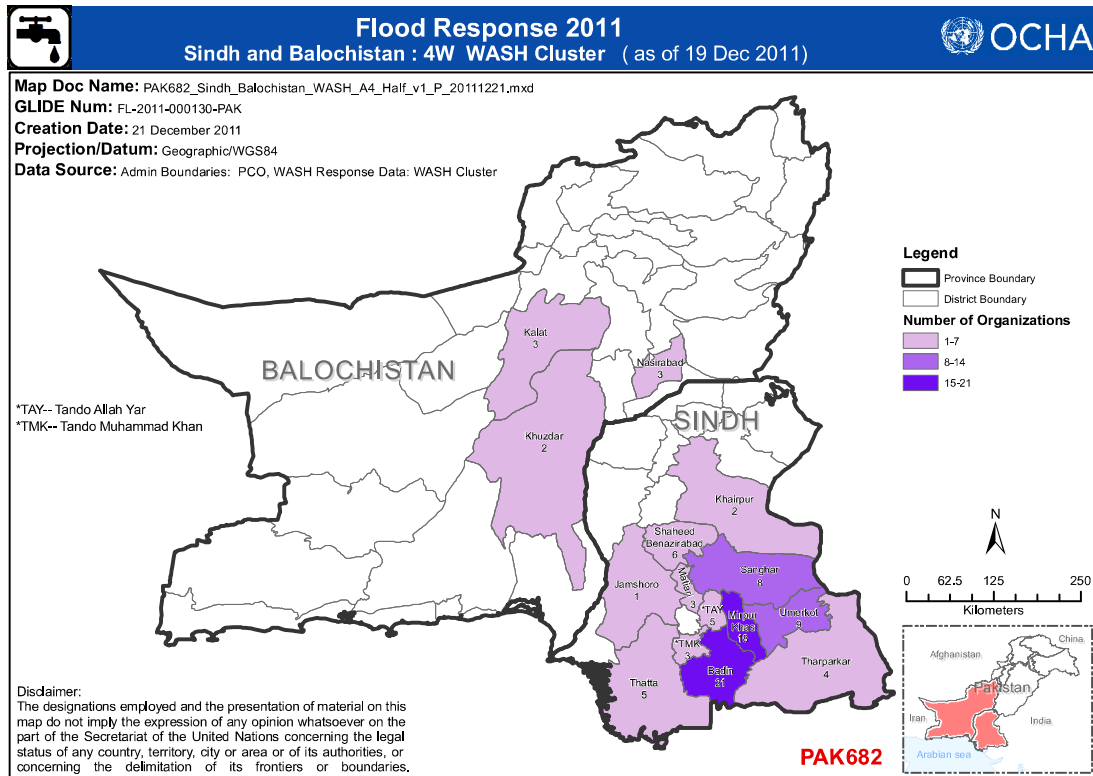 Flood Response 2011
Sindh and Balochistan : 4W WASH Cluster ( as of 19 Dec 2011)
OCHA
Map Doc Name: PAK682_Sindh_Balochistan_WASH_A4_Half_v1_P_20111221.mxd
GLIDE Num: FL-2011-000130-PAK
Creation Date: 21 December 2011
Projection/Datum: Geographic/WGS84
Data Source: Admin Boundaries: PCO, WASH Response Data: WASH Cluster
Legend
Province Boundary
District Boundary
Number of Organizations
1-7
8-14
15-21
Kalat
3
Nasirabad
3
BALOCHISTAN
*TAY-- Tando Allah Yar
*TMK-- Tando Muhammad Khan
SINDH
Khuzdar
2
Khairpur
2
Shaheed
Benazirabad
6
Sanghar
8
Jamshoro
1
Matiari
3
*TAY
5
Mirpur
Khas
15
Umerkot
9
*TMK
3
Badin
21
Tharparkar
4
Thatta
5
N
0 62.5 125 250
Kilometers
China
Afghanistan
Pakistan
Iran
India
Arabian sea
Disclaimer:
The designations employed and the presentation of material on this
map do not imply the expression of any opinion whatsoever on the
part of the Secretariat of the United Nations concerning the legal
status of any country, territory, city or area or of its authorities, or
concerning the delimitation of its frontiers or boundaries.
PAK682